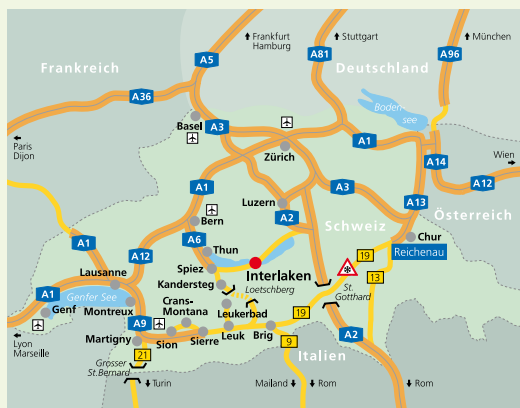 Frankfurt
Hamburg
Stuttgart
München
A5
A81
A96
Frankreich
Deutschland
A36
Boden-
see
Basel
A3
A1
Paris
Dijon
Zürich
A14
Wien
A1
A3
A12
Luzern
A13
A2
Österreich
Bern
Schweiz
A6
Chur
A1
Thun
Reichenau
A12
19
Lausanne
Spiez
Interlaken
13
Kandersteg
Loetschberg
St.
Gotthard
A1
Genfer See
Crans-
Montana
Leukerbad
Genf
Montreux
19
A9
Lyon
Marseille
Martigny
Sion
Sierre
Leuk
Brig
A2
9
21
Italien
Grosser
St.Bernard
Turin
Mailand
Rom
Rom